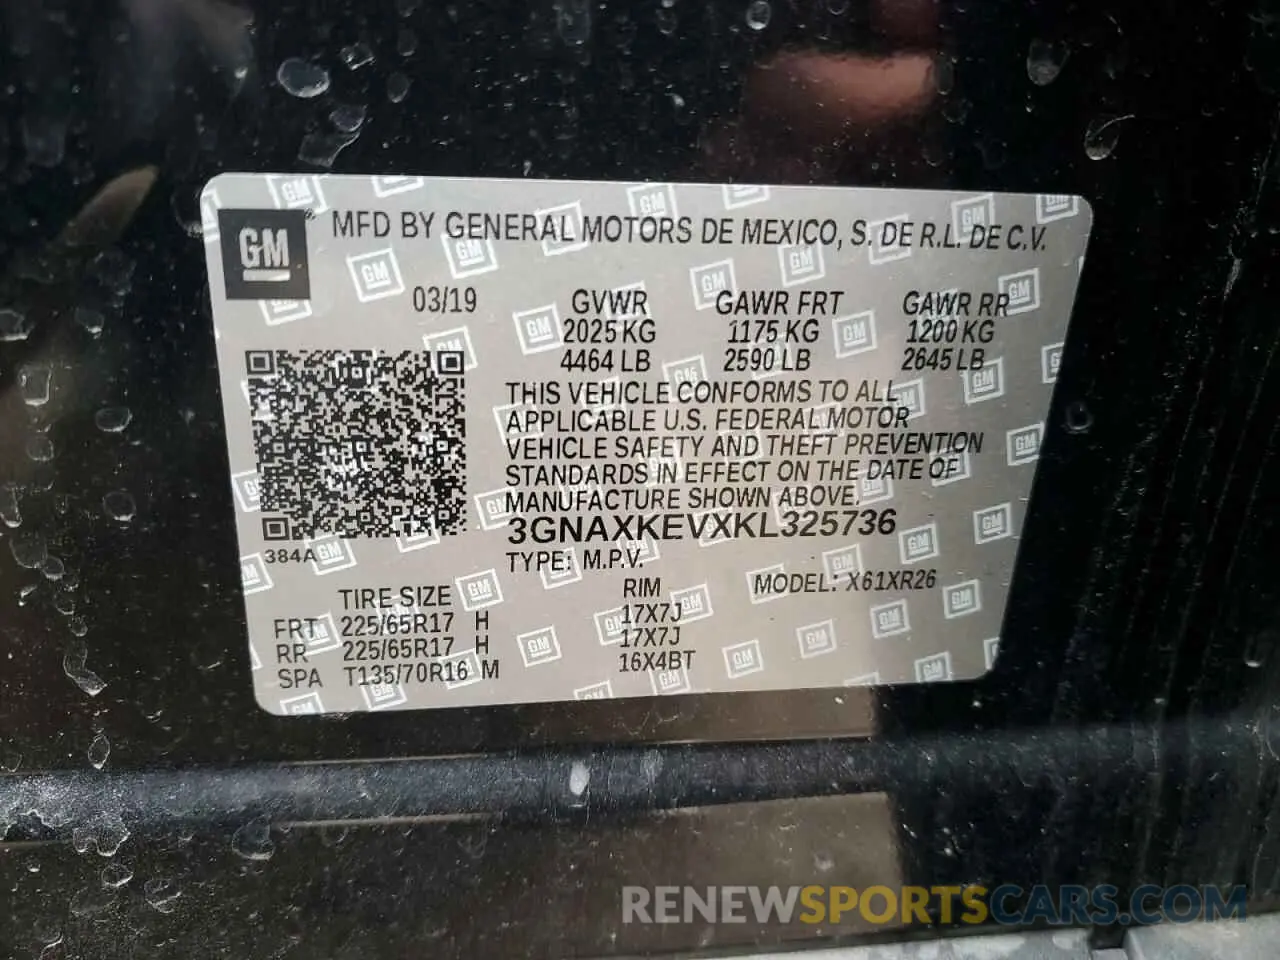 GM® MFD BY GENERAL MOTORS DE MEXICO, S. DE R.L. DE C.V.
03/19 GVWR GAWR FRT GAWR RR
2025 KG 1175 KG 1200 KG
4464 LB 2590 LB 2645 LB
THIS VEHICLE CONFORMS TO ALL
APPLICABLE U.S. FEDERAL MOTOR
VEHICLE SAFETY AND THEFT PREVENTION
STANDARDS IN EFFECT ON THE DATE OF
MANUFACTURE SHOWN ABOVE.
3GNAXKEVXKL325736
384A TYPE: M.P.V.
MODEL: X61XR26
TIRE SIZE RIM
FRT 225/65R17 H 17X7J
RR 225/65R17 H 17X7J
SPA T135/70R16 M 16X4BT
RENEWSPORTSCARS.COM